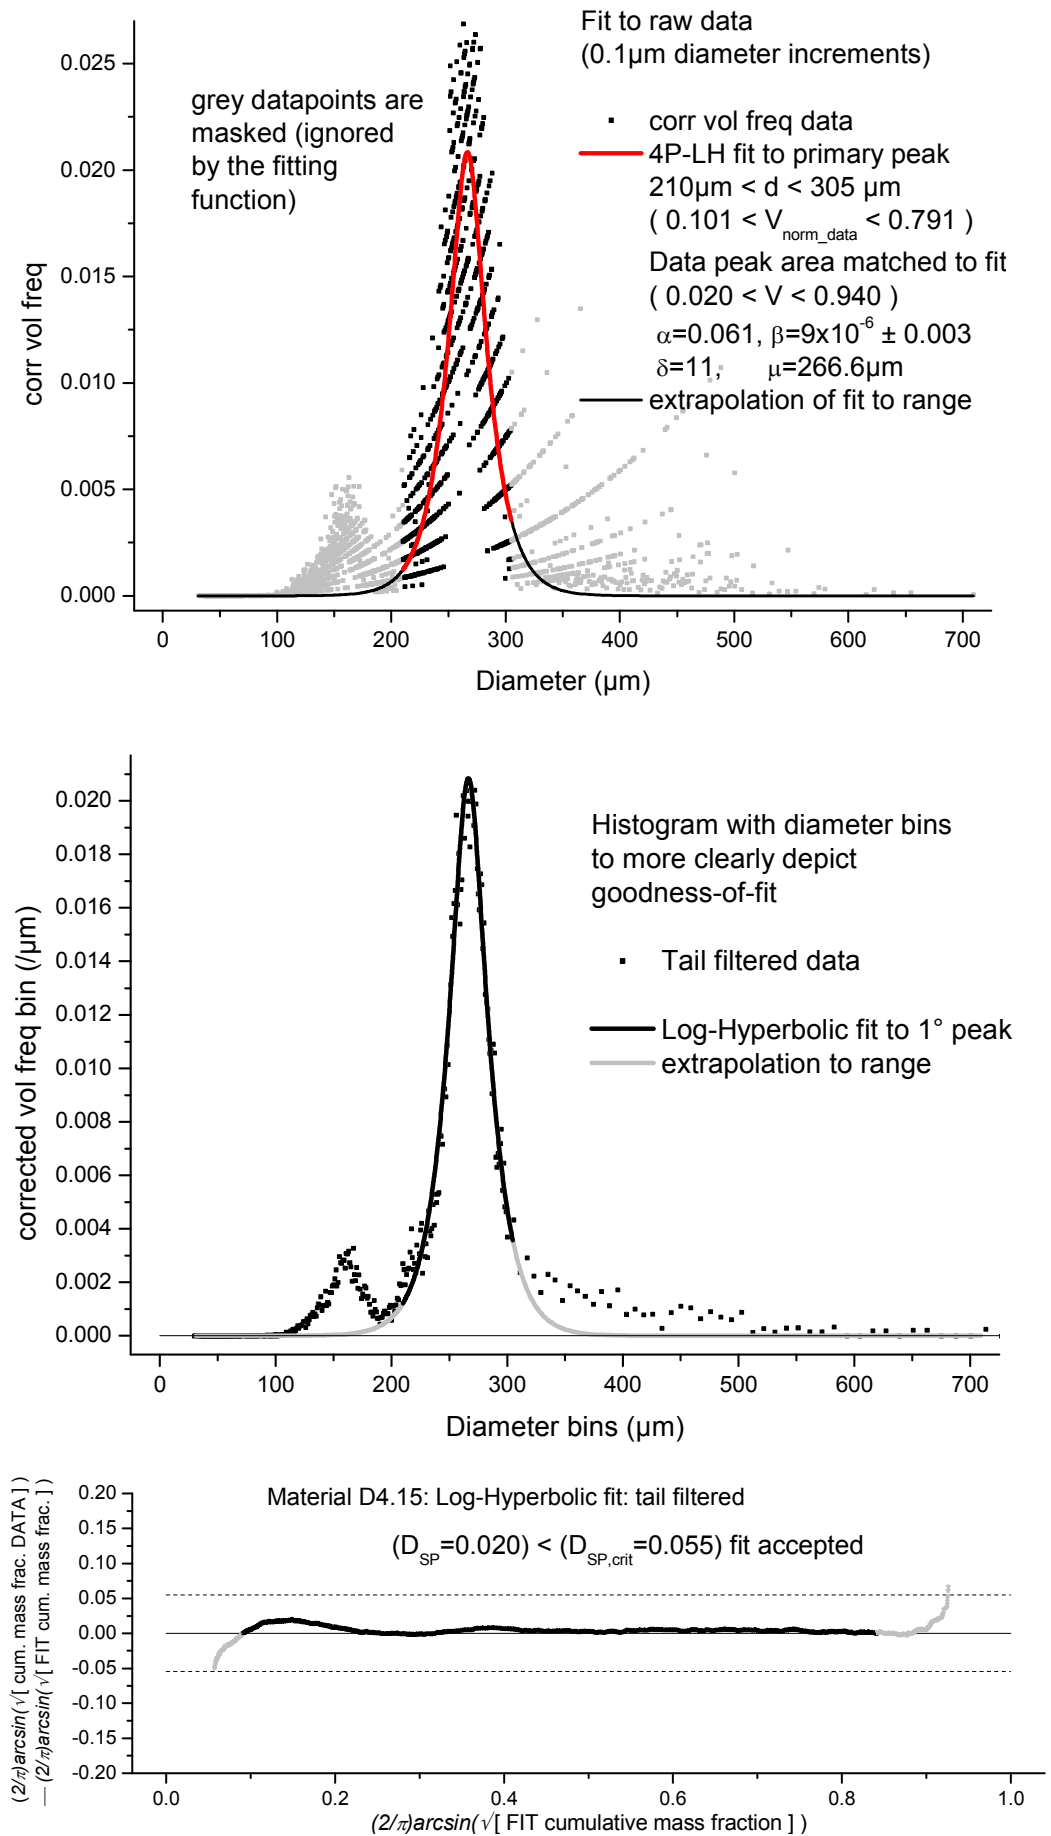 Fit to raw data
(0.1µm diameter increments)
grey datapoints are
masked (ignored
by the fitting
function)
corr vol freq data
4P-LH fit to primary peak
210µm < d < 305 µm
( 0.101 < Vnorm_data < 0.791 )
Data peak area matched to fit
( 0.020 < V < 0.940 )
α=0.061, β=9x10-6 ± 0.003
δ=11, µ=266.6µm
extrapolation of fit to range
corr vol freq
0.025
0.020
0.015
0.010
0.005
0.000
0 100 200 300 400 500 600 700
Diameter (µm)
Histogram with diameter bins
to more clearly depict
goodness-of-fit
Tail filtered data
Log-Hyperbolic fit to 1° peak
extrapolation to range
corrected vol freq bin (/µm)
0.020
0.018
0.016
0.014
0.012
0.010
0.008
0.006
0.004
0.002
0.000
0 100 200 300 400 500 600 700
Diameter bins (µm)
Material D4.15: Log-Hyperbolic fit: tail filtered
(DSP=0.020) < (DSP,crit=0.055) fit accepted
(2/π)arcsin(√[ cum. mass frac. DATA ] )
— (2/π)arcsin(√[ FIT cum. mass frac. ] )
0.20
0.15
0.10
0.05
0.00
-0.05
-0.10
-0.15
-0.20
0.0 0.2 0.4 0.6 0.8 1.0
(2/π)arcsin(√[ FIT cumulative mass fraction ] )